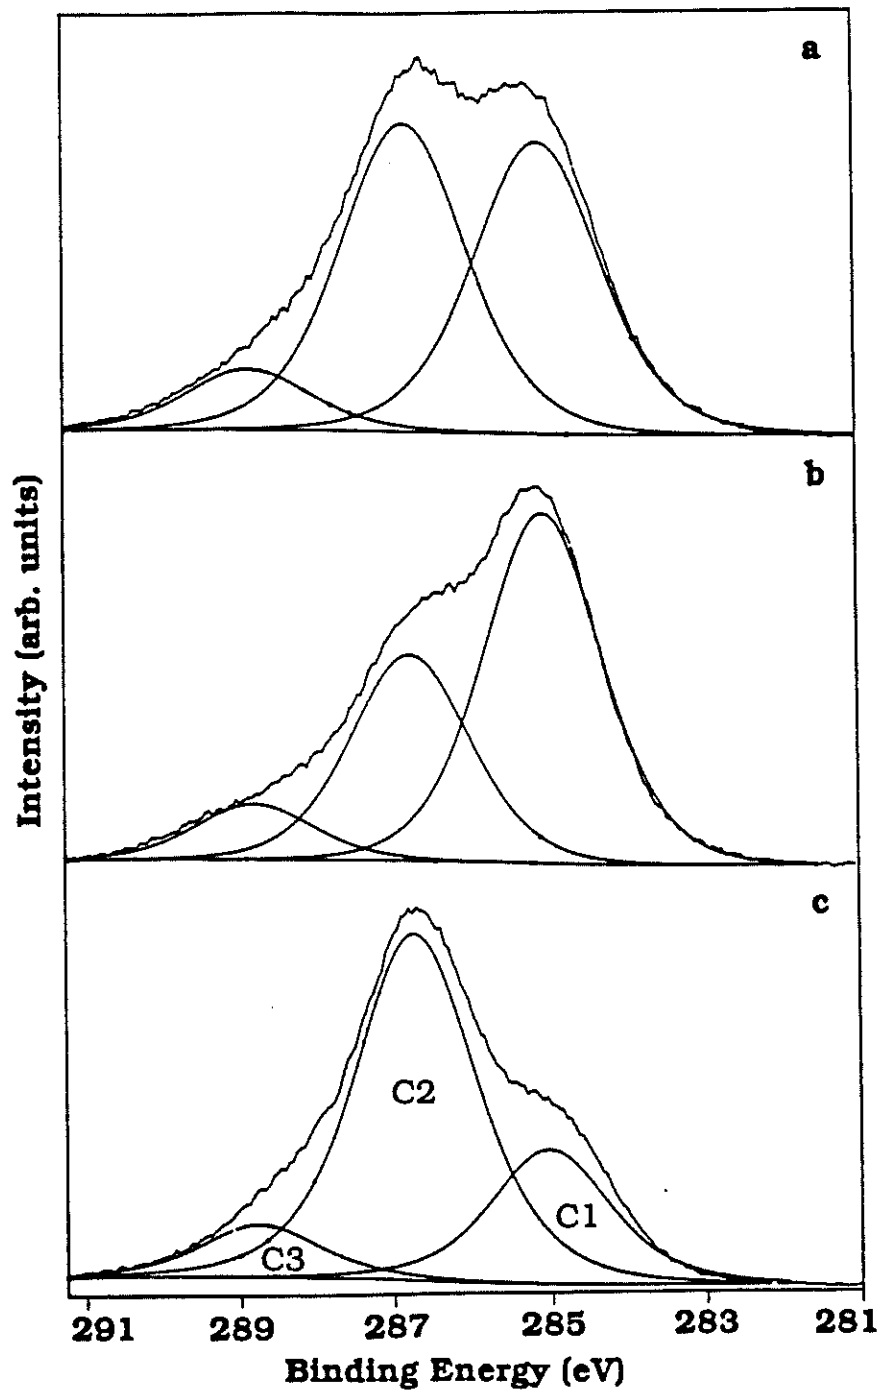 a
b
c
C2
C1
C3
Intensity (arb. units)
291 289 287 285 283 281
Binding Energy (eV)